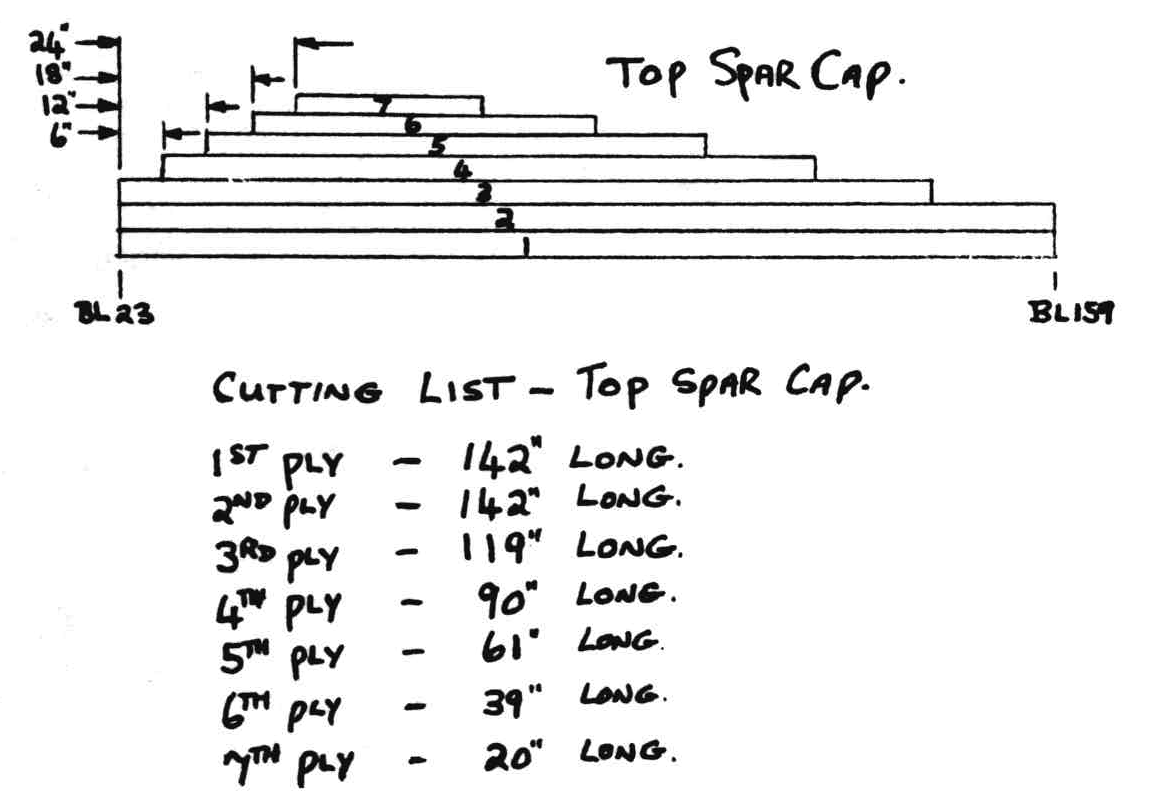 24"
TOP SPAR CAP.
18"
12"
6"
7
6
5
4
3
2
1
BL23
BL159
CUTTING LIST - TOP SPAR CAP.
1ST PLY - 142" LONG.
2ND PLY - 142" LONG.
3RD PLY - 119" LONG.
4TH PLY - 90" LONG.
5TH PLY - 61" LONG.
6TH PLY - 39" LONG.
7TH PLY - 20" LONG.